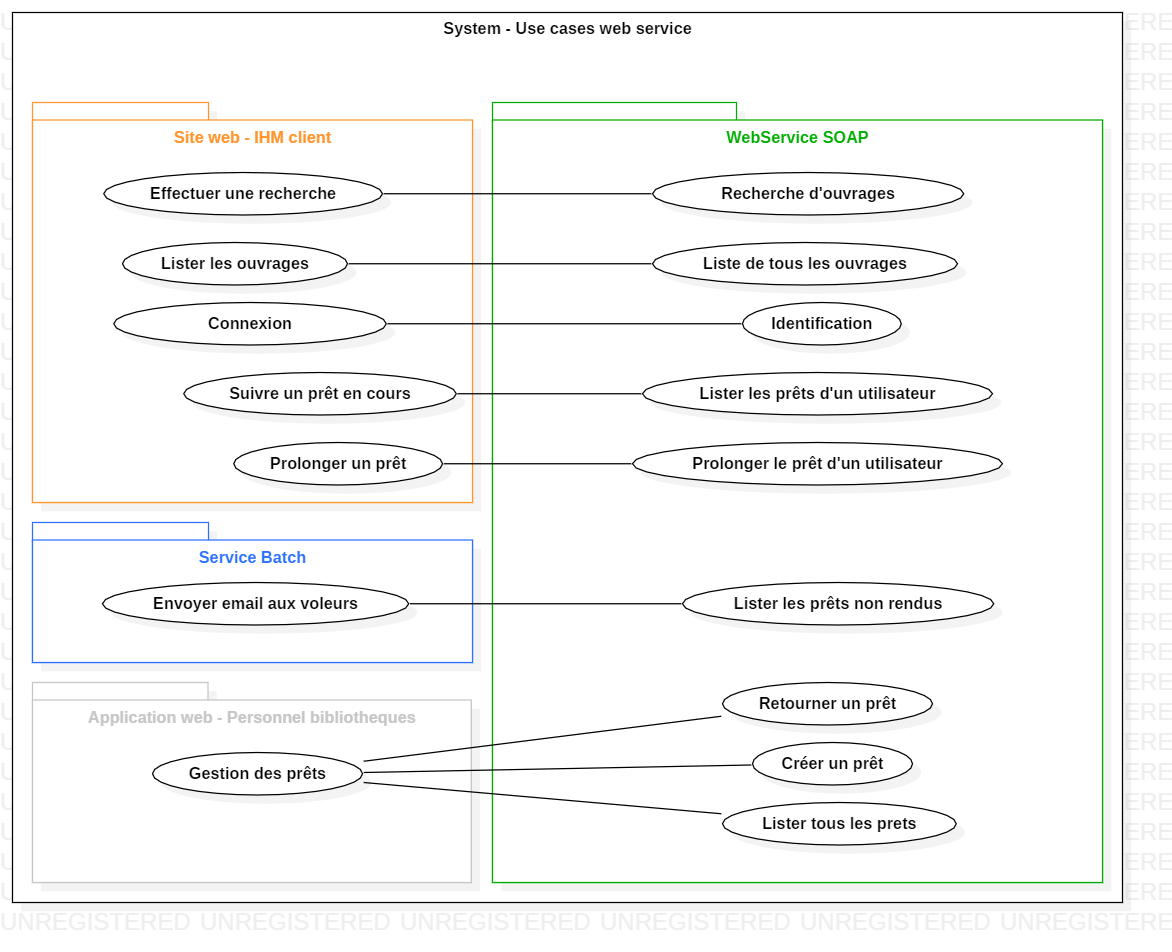 System - Use cases web service
Site web - IHM client
WebService SOAP
Effectuer une recherche
Recherche d'ouvrages
Lister les ouvrages
Liste de tous les ouvrages
Connexion
Identification
Suivre un prêt en cours
Lister les prêts d'un utilisateur
Prolonger un prêt
Prolonger le prêt d'un utilisateur
Service Batch
Envoyer email aux voleurs
Lister les prêts non rendus
Application web - Personnel bibliotheques
Retourner un prêt
Gestion des prêts
Créer un prêt
Lister tous les prets
UNREGISTERED UNREGISTERED UNREGISTERED UNREGISTERED UNREGISTERED UNREGISTERE